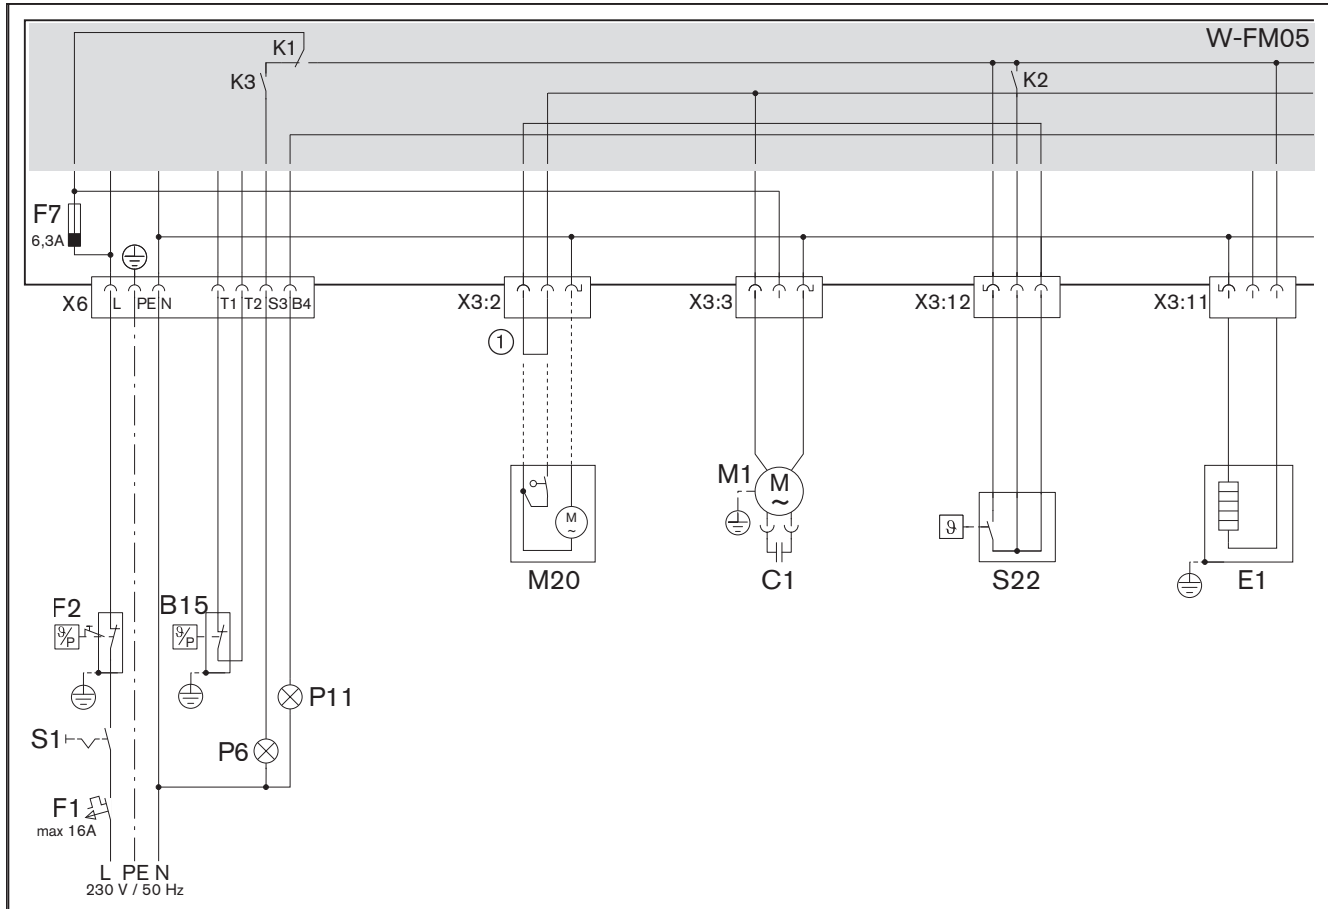 W-FM05
K1
K3
K2
F7
6,3A
X6 L PE N T1 T2 S3 B4
X3:2
X3:3
X3:12
X3:11
1
M1
M
~
M
~
ϑ
M20
C1
S22
E1
F2
B15
ϑ/P
ϑ/P
P11
S1
P6
F1
max 16A
L PE N
230 V / 50 Hz